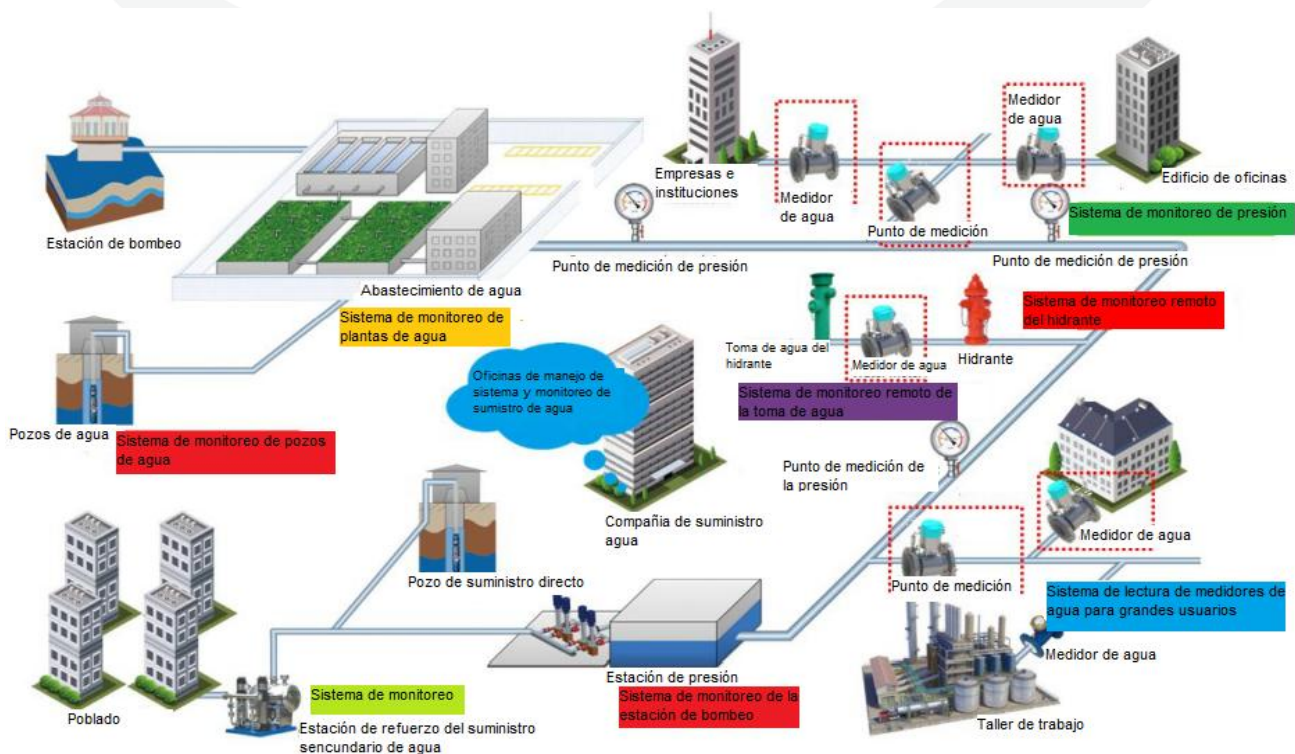 Medidor
de agua
Empresas e
instituciones
Medidor
de agua
Edificio de oficinas
Punto de medición
Sistema de monitoreo de presión
Estación de bombeo
Punto de medición de presión
Punto de medición de presión
Abastecimiento de agua
Sistema de monitoreo de
plantas de agua
Sistema de monitoreo remoto
del hidrante
Toma de agua del
hidrante
Medidor de agua
Hidrante
Oficinas de manejo de
sistema y monitoreo de
sumistro de agua
Sistema de monitoreo remoto de
la toma de agua
Pozos de agua
Sistema de monitoreo de pozos
de agua
Punto de medición de
la presión
Compañia de suministro
agua
Medidor de agua
Pozo de suministro directo
Punto de medición
Sistema de lectura de medidores de
agua para grandes usuarios
Medidor de agua
Estación de presión
Sistema de monitoreo
Sistema de monitoreo de la
estación de bombeo
Poblado
Estación de refuerzo del suministro
sencundario de agua
Taller de trabajo